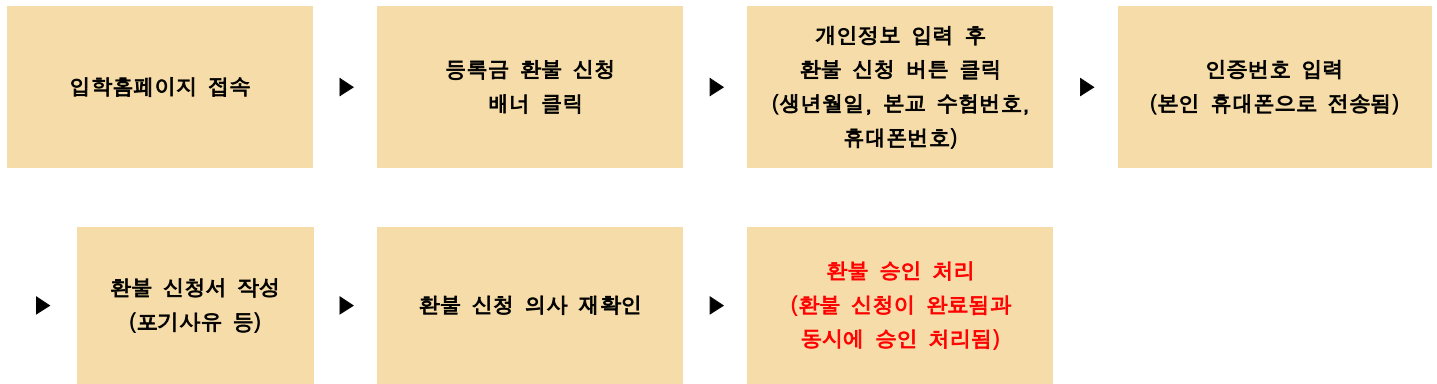 입학홈페이지 접속
등록금 환불 신청
배너 클릭
개인정보 입력 후
환불 신청 버튼 클릭
(생년월일, 본교 수험번호,
휴대폰번호)
인증번호 입력
(본인 휴대폰으로 전송됨)
환불 신청서 작성
(포기사유 등)
환불 신청 의사 재확인
환불 승인 처리
(환불 신청이 완료됨과
동시에 승인 처리됨)